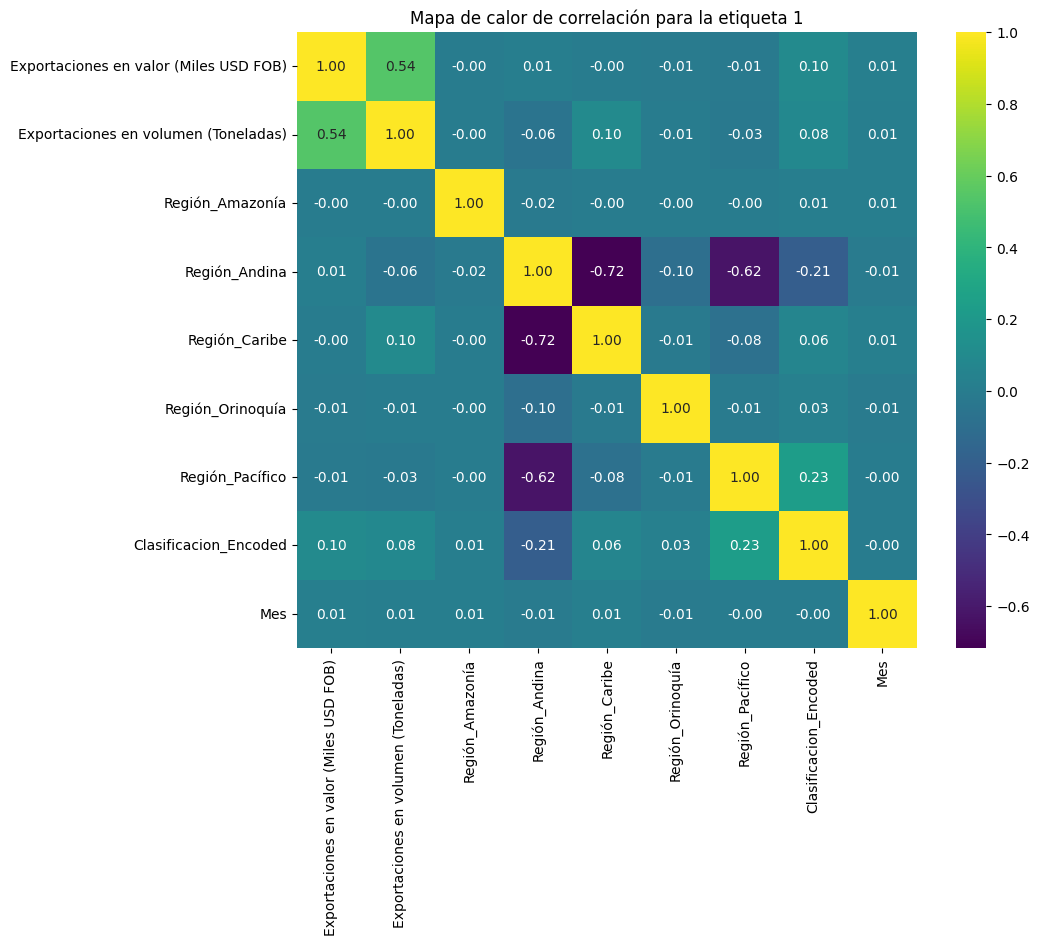 Mapa de calor de correlación para la etiqueta 1
Exportaciones en valor (Miles USD FOB) 1.00 0.54 -0.00 0.01 -0.00 -0.01 -0.01 0.10 0.01
Exportaciones en volumen (Toneladas) 0.54 1.00 -0.00 -0.06 0.10 -0.01 -0.03 0.08 0.01
Región_Amazonía -0.00 -0.00 1.00 -0.02 -0.00 -0.00 -0.00 0.01 0.01
Región_Andina 0.01 -0.06 -0.02 1.00 -0.72 -0.10 -0.62 -0.21 -0.01
Región_Caribe -0.00 0.10 -0.00 -0.72 1.00 -0.01 -0.08 0.06 0.01
Región_Orinoquía -0.01 -0.01 -0.00 -0.10 -0.01 1.00 -0.01 0.03 -0.01
Región_Pacífico -0.01 -0.03 -0.00 -0.62 -0.08 -0.01 1.00 0.23 -0.00
Clasificacion_Encoded 0.10 0.08 0.01 -0.21 0.06 0.03 0.23 1.00 -0.00
Mes 0.01 0.01 0.01 -0.01 0.01 -0.01 -0.00 -0.00 1.00
Exportaciones en valor (Miles USD FOB)
Exportaciones en volumen (Toneladas)
Región_Amazonía
Región_Andina
Región_Caribe
Región_Orinoquía
Región_Pacífico
Clasificacion_Encoded
Mes
1.0
0.8
0.6
0.4
0.2
0.0
−0.2
−0.4
−0.6